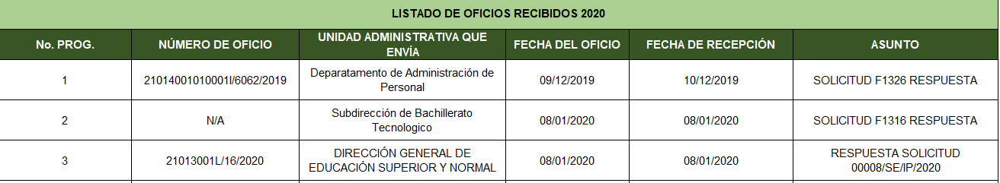 LISTADO DE OFICIOS RECIBIDOS 2020
No. PROG.
NÚMERO DE OFICIO
UNIDAD ADMINISTRATIVA QUE
ENVÍA
FECHA DEL OFICIO
FECHA DE RECEPCIÓN
ASUNTO
1
21014001010001l/6062/2019
Deparatamento de Administración de
Personal
09/12/2019
10/12/2019
SOLICITUD F1326 RESPUESTA
2
N/A
Subdirección de Bachillerato
Tecnologico
08/01/2020
08/01/2020
SOLICITUD F1316 RESPUESTA
3
21013001L/16/2020
DIRECCIÓN GENERAL DE
EDUCACIÓN SUPERIOR Y NORMAL
08/01/2020
08/01/2020
RESPUESTA SOLICITUD
00008/SE/IP/2020